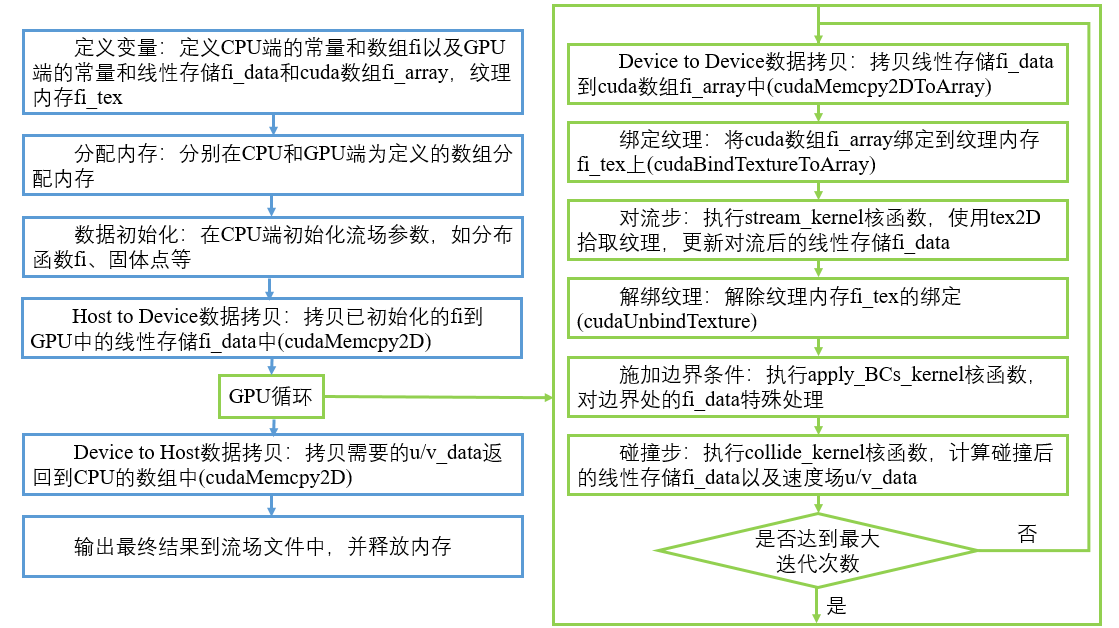 定义变量：定义CPU端的常量和数组fi以及GPU
端的常量和线性存储fi_data和cuda数组fi_array，纹理
内存fi_tex
分配内存：分别在CPU和GPU端为定义的数组分
配内存
数据初始化：在CPU端初始化流场参数，如分布
函数fi、固体点等
Host to Device数据拷贝：拷贝已初始化的fi到
GPU中的线性存储fi_data中(cudaMemcpy2D)
GPU循环
Device to Host数据拷贝：拷贝需要的u/v_data返
回到CPU的数组中(cudaMemcpy2D)
输出最终结果到流场文件中，并释放内存
Device to Device数据拷贝：拷贝线性存储fi_data
到cuda数组fi_array中(cudaMemcpy2DToArray)
绑定纹理：将cuda数组fi_array绑定到纹理内存
fi_tex上(cudaBindTextureToArray)
对流步：执行stream_kernel核函数，使用tex2D
拾取纹理，更新对流后的线性存储fi_data
解绑纹理：解除纹理内存fi_tex的绑定
(cudaUnbindTexture)
施加边界条件：执行apply_BCs_kernel核函数，
对边界处的fi_data特殊处理
碰撞步：执行collide_kernel核函数，计算碰撞后
的线性存储fi_data以及速度场u/v_data
是否达到最大
迭代次数
否
是